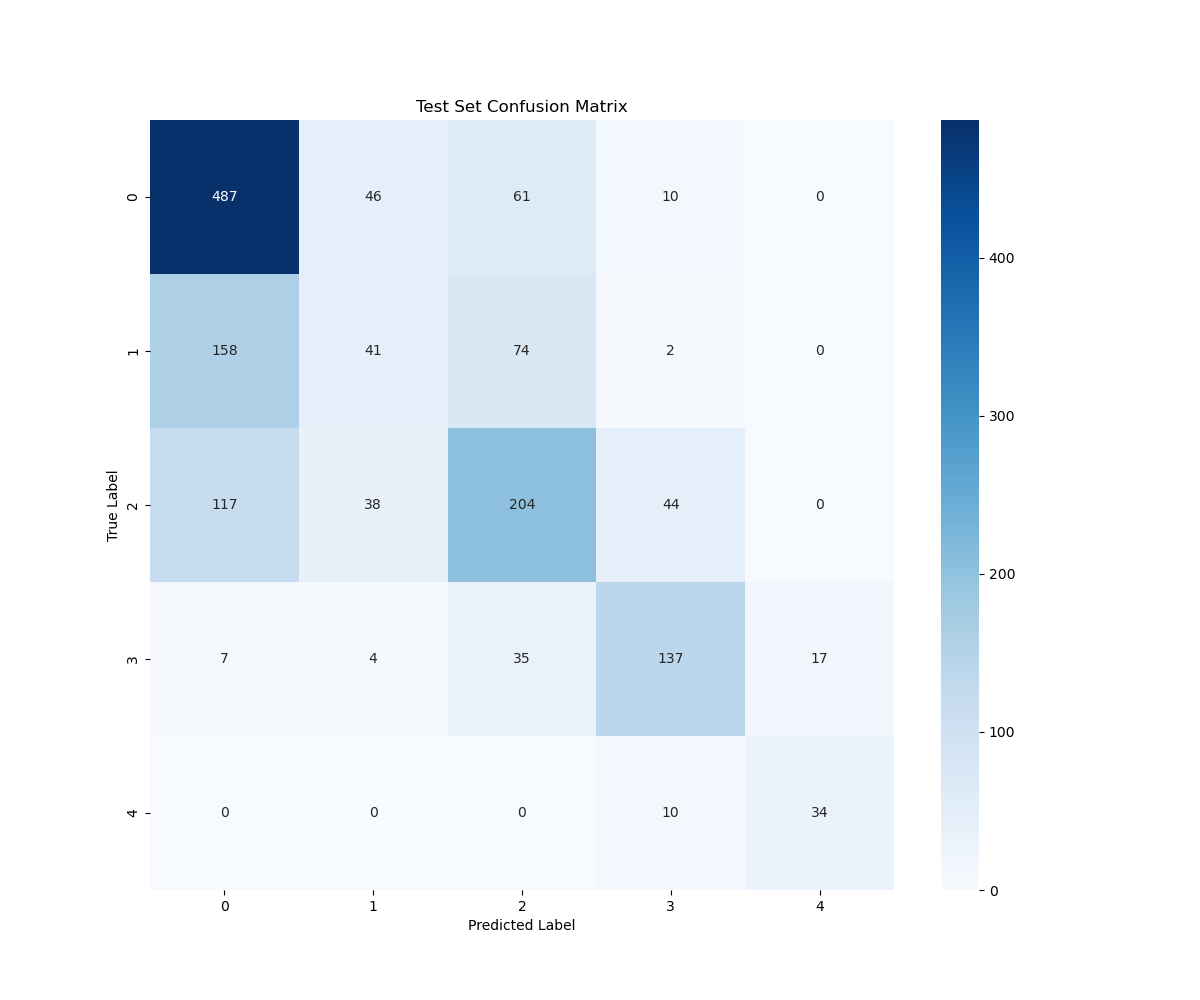 Test Set Confusion Matrix
True Label
0 487 46 61 10 0
1 158 41 74 2 0
2 117 38 204 44 0
3 7 4 35 137 17
4 0 0 0 10 34
0 1 2 3 4
Predicted Label
400
300
200
100
0